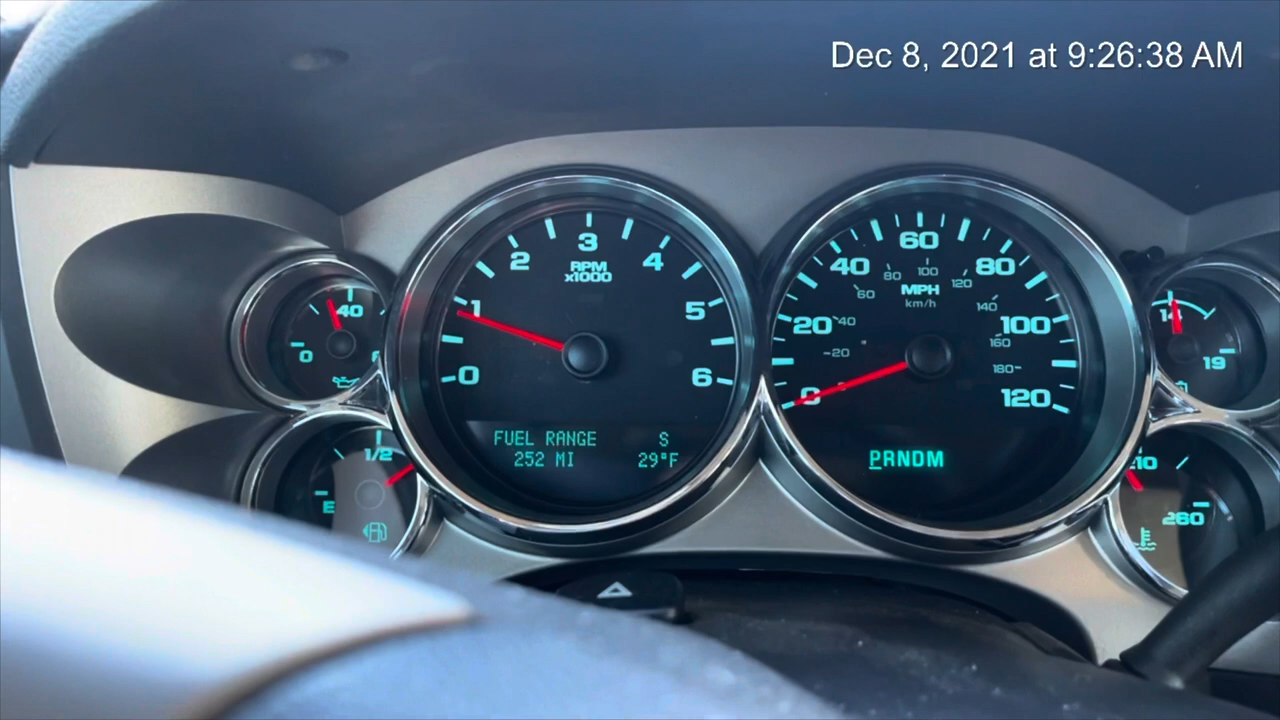 Dec 8, 2021 at 9:26:38 AM
0 1 2 3 4 5 6
RPM
x1000
FUEL RANGE S
252 MI 29°F
0 20 40 60 80 100 120
20 40 60 80 100 120 140 160 180
MPH
km/h
PRNDM
0 40
E 1/2
14 19
210 260